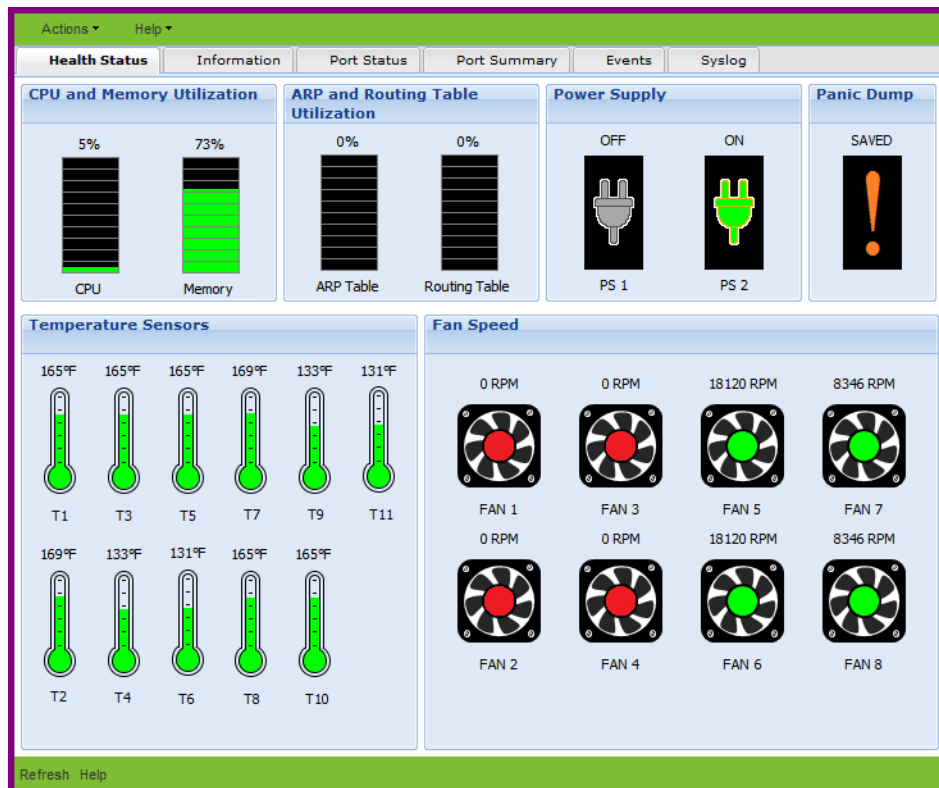 Actions Help
Health Status Information Port Status Port Summary Events Syslog
CPU and Memory Utilization
5% 73%
CPU Memory
ARP and Routing Table
Utilization
0% 0%
ARP Table Routing Table
Power Supply
OFF ON
PS 1 PS 2
Panic Dump
SAVED
Temperature Sensors
165°F 165°F 165°F 169°F 133°F 131°F
T1 T3 T5 T7 T9 T11
169°F 133°F 131°F 165°F 165°F
T2 T4 T6 T8 T10
Fan Speed
0 RPM 0 RPM 18120 RPM 8346 RPM
FAN 1 FAN 3 FAN 5 FAN 7
0 RPM 0 RPM 18120 RPM 8346 RPM
FAN 2 FAN 4 FAN 6 FAN 8
Refresh Help